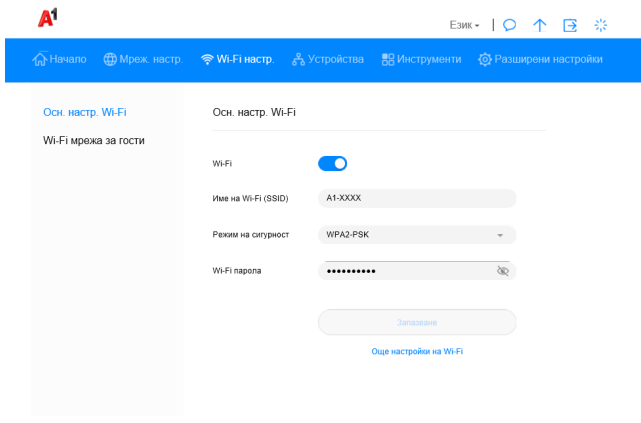 A1
Език
Начало Мреж. настр. Wi-Fi настр. Устройства Инструменти Разширени настройки
Осн. настр. Wi-Fi
Wi-Fi мрежа за гости
Осн. настр. Wi-Fi
Wi-Fi
Име на Wi-Fi (SSID) A1-XXXX
Режим на сигурност WPA2-PSK
Wi-Fi парола ••••••••••
Запазване
Още настройки на Wi-Fi